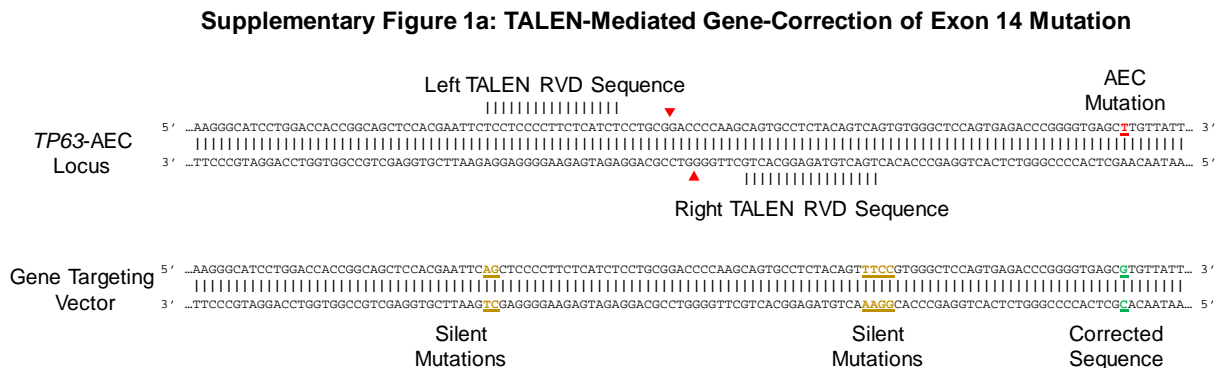 Supplementary Figure 1a: TALEN-Mediated Gene-Correction of Exon 14 Mutation
Left TALEN RVD Sequence
AEC
Mutation
TP63-AEC
Locus
5' …AAGGGCATCCTGGACCACCGGCAGCTCCACGAATTCTCCTCCCCTTCTCATCTCCTGCGGACCCCAAGCAGTGCCTCTACAGTCAGTGTGGGCTCCAGTGAGACCCGGGGTGAGCTTGTTATT… 3'
3' …TTCCCGTAGGACCTGGTGGCCGTCGAGGTGCTTAAGAGGAGGGGAAGAGTAGAGGACGCCTGGGGTTCGTCACGGAGATGTCAGTCACACCCGAGGTCACTCTGGGCCCCACTCGAACAATAA… 5'
Right TALEN RVD Sequence
Gene Targeting
Vector
5' …AAGGGCATCCTGGACCACCGGCAGCTCCACGAATTCAGCTCCCCTTCTCATCTCCTGCGGACCCCAAGCAGTGCCTCTACAGTTTCCGTGGGCTCCAGTGAGACCCGGGGTGAGCGTGTTATT… 3'
3' …TTCCCGTAGGACCTGGTGGCCGTCGAGGTGCTTAAGTCGAGGGGAAGAGTAGAGGACGCCTGGGGTTCGTCACGGAGATGTCAAAGGCACCCGAGGTCACTCTGGGCCCCACTCGCACAATAA… 5'
Silent
Mutations
Silent
Mutations
Corrected
Sequence